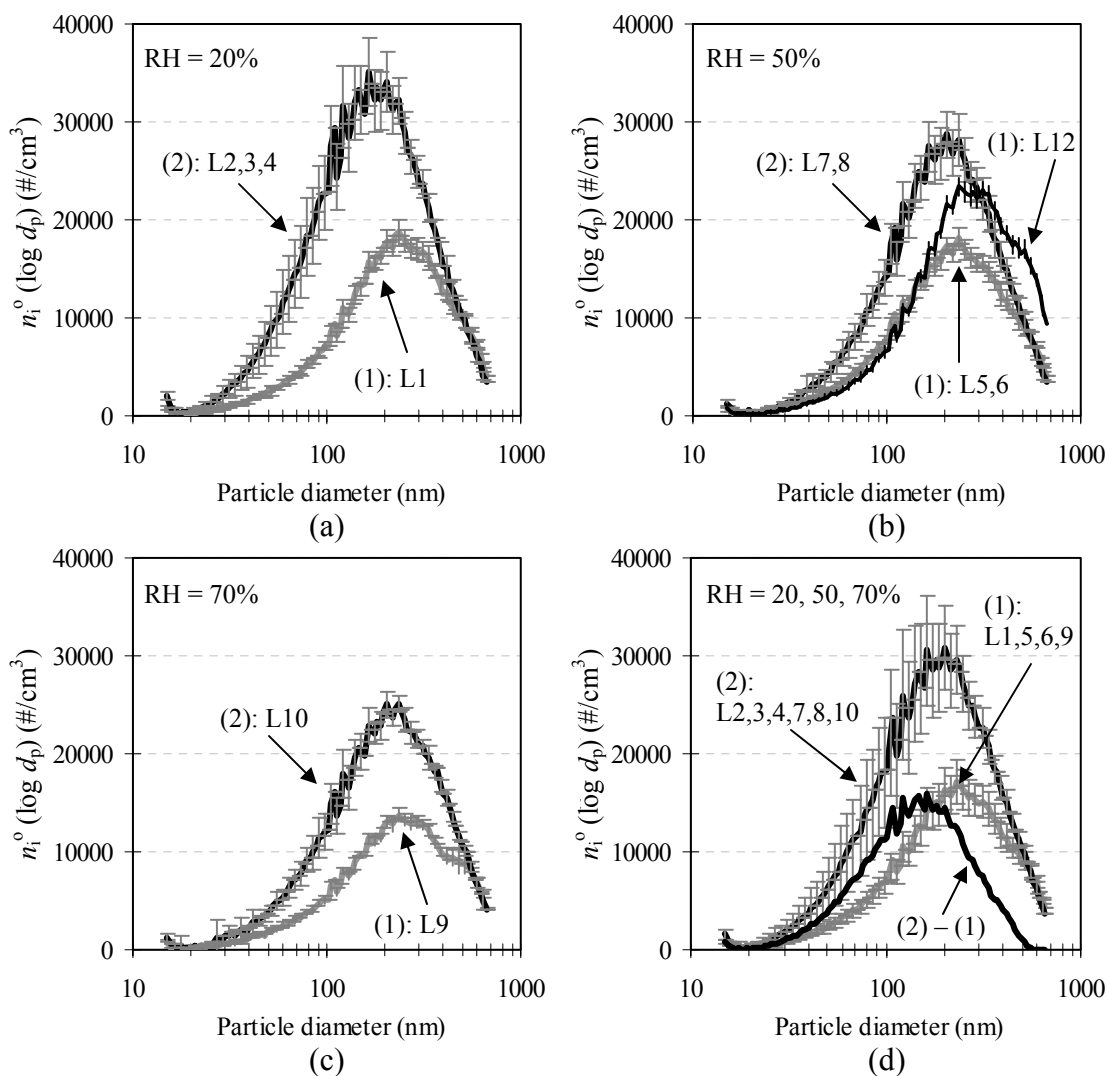 40000
30000
20000
10000
0
nᵢᵒ (log dₚ) (#/cm³)
RH = 20%
(2): L2,3,4
(1): L1
10 100 1000
Particle diameter (nm)
(a)
40000
30000
20000
10000
0
nᵢᵒ (log dₚ) (#/cm³)
RH = 50%
(2): L7,8
(1): L12
(1): L5,6
10 100 1000
Particle diameter (nm)
(b)
40000
30000
20000
10000
0
nᵢᵒ (log dₚ) (#/cm³)
RH = 70%
(2): L10
(1): L9
10 100 1000
Particle diameter (nm)
(c)
40000
30000
20000
10000
0
nᵢᵒ (log dₚ) (#/cm³)
RH = 20, 50, 70%
(1):
L1,5,6,9
(2):
L2,3,4,7,8,10
(2) – (1)
10 100 1000
Particle diameter (nm)
(d)